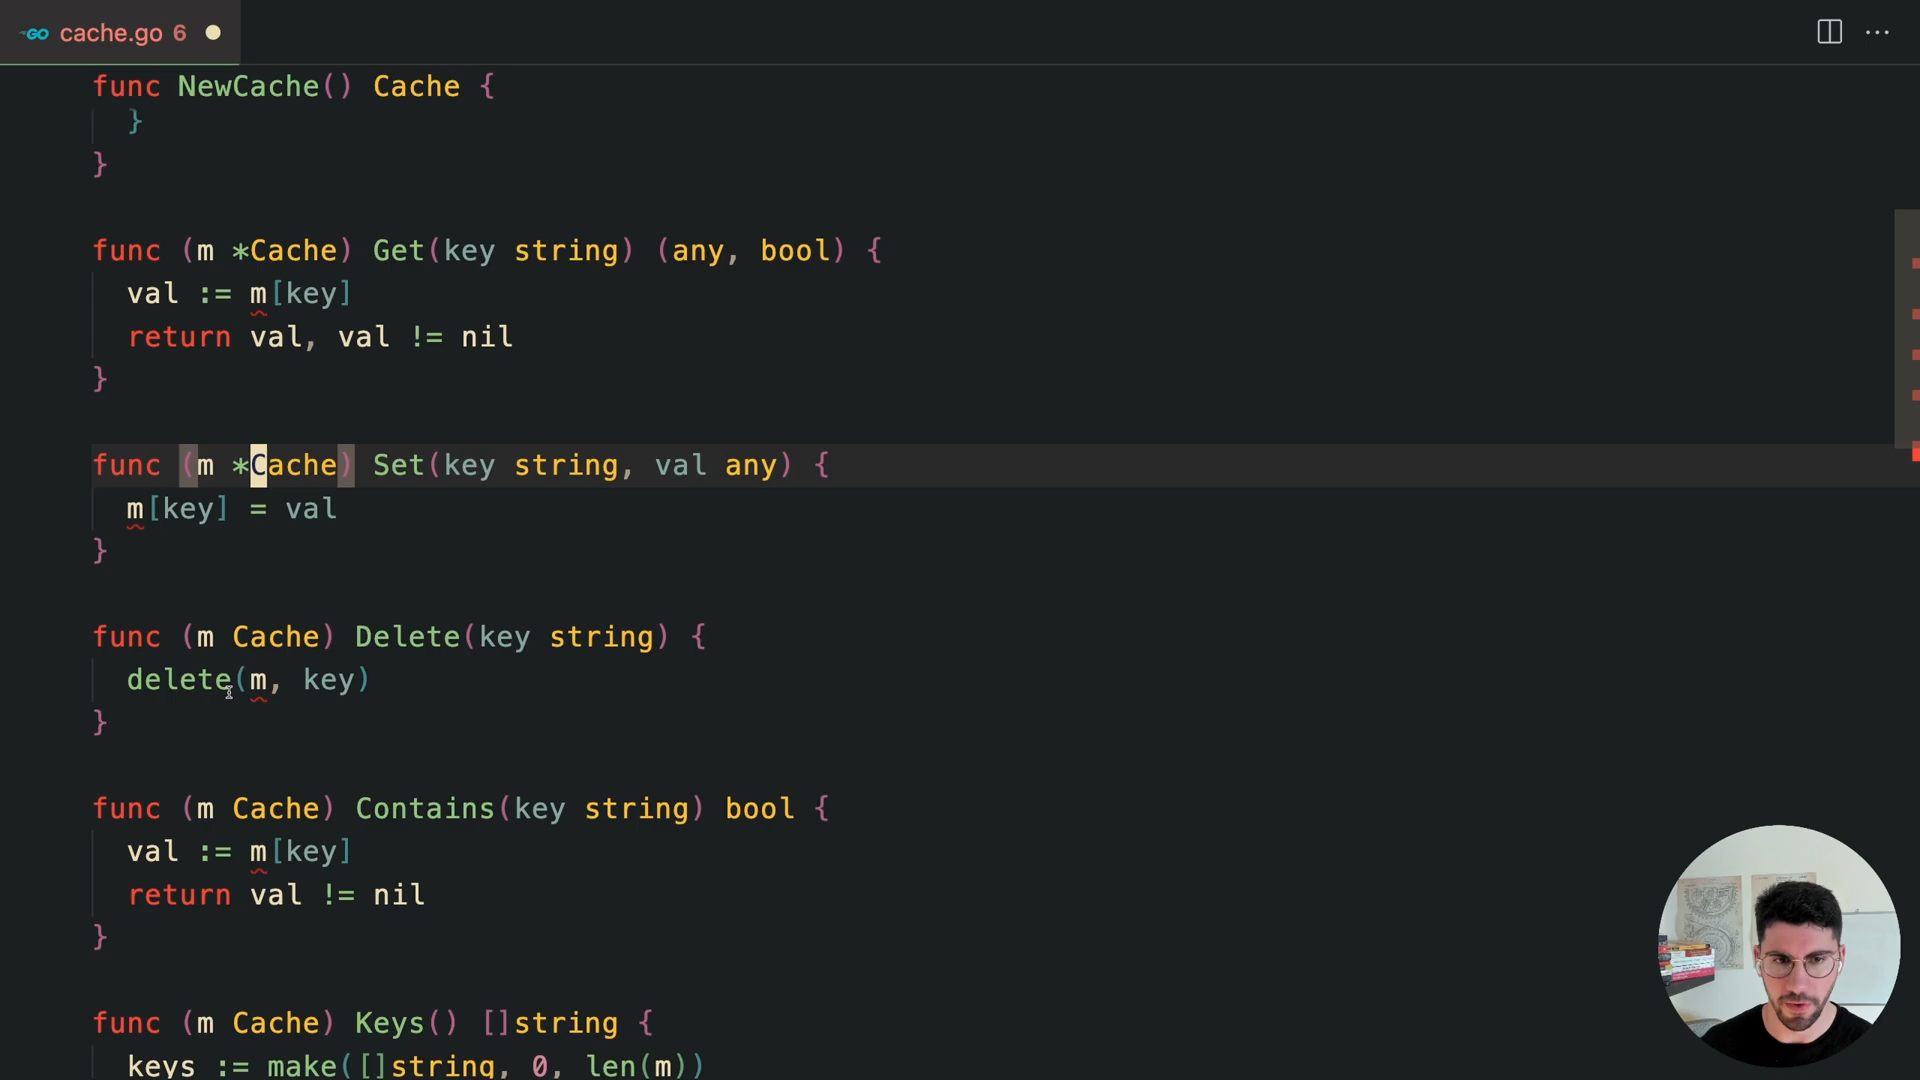 GO cache.go 6
func NewCache() Cache {
}
}
func (m *Cache) Get(key string) (any, bool) {
val := m[key]
return val, val != nil
}
func (m *Cache) Set(key string, val any) {
m[key] = val
}
func (m Cache) Delete(key string) {
delete(m, key)
}
func (m Cache) Contains(key string) bool {
val := m[key]
return val != nil
}
func (m Cache) Keys() []string {
keys := make([]string, 0, len(m))